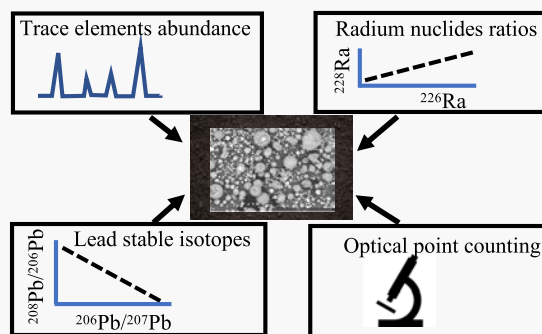 Trace elements abundance
Radium nuclides ratios
²²⁸Ra
²²⁶Ra
Lead stable isotopes
²⁰⁸Pb/²⁰⁶Pb
²⁰⁶Pb/²⁰⁷Pb
Optical point counting